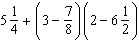 5 1/4 + (3 − 7/8)(2 − 6 1/2)